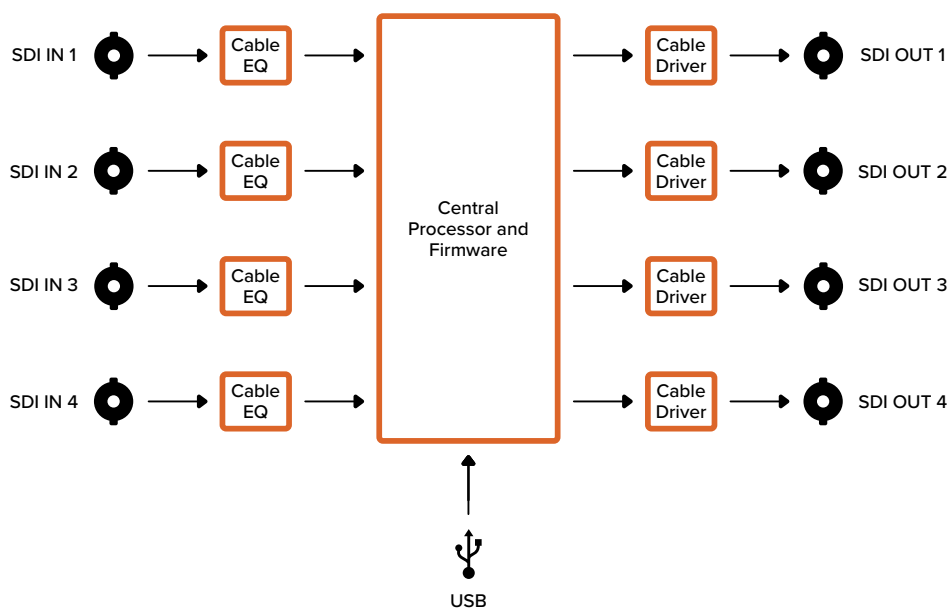 SDI IN 1
Cable
EQ
Cable
Driver
SDI OUT 1
SDI IN 2
Cable
EQ
Cable
Driver
SDI OUT 2
Central
Processor and
Firmware
SDI IN 3
Cable
EQ
Cable
Driver
SDI OUT 3
SDI IN 4
Cable
EQ
Cable
Driver
SDI OUT 4
USB